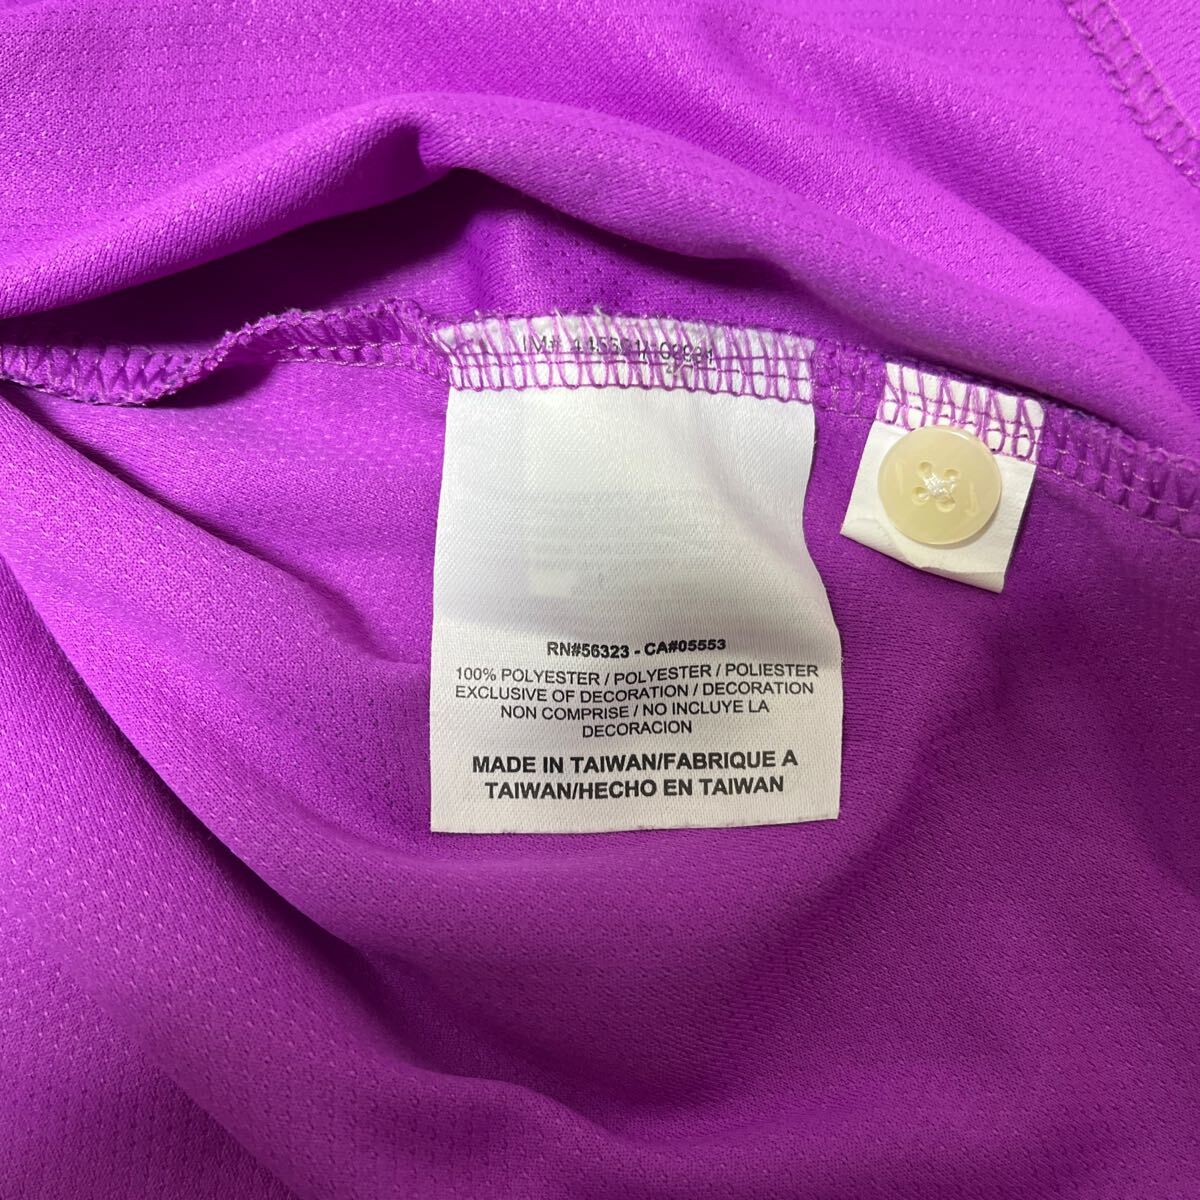 RN#56323 - CA#05553
100% POLYESTER / POLYESTER / POLIESTER
EXCLUSIVE OF DECORATION / DECORATION
NON COMPRISE / NO INCLUYE LA
DECORACION
MADE IN TAIWAN/FABRIQUE A
TAIWAN/HECHO EN TAIWAN